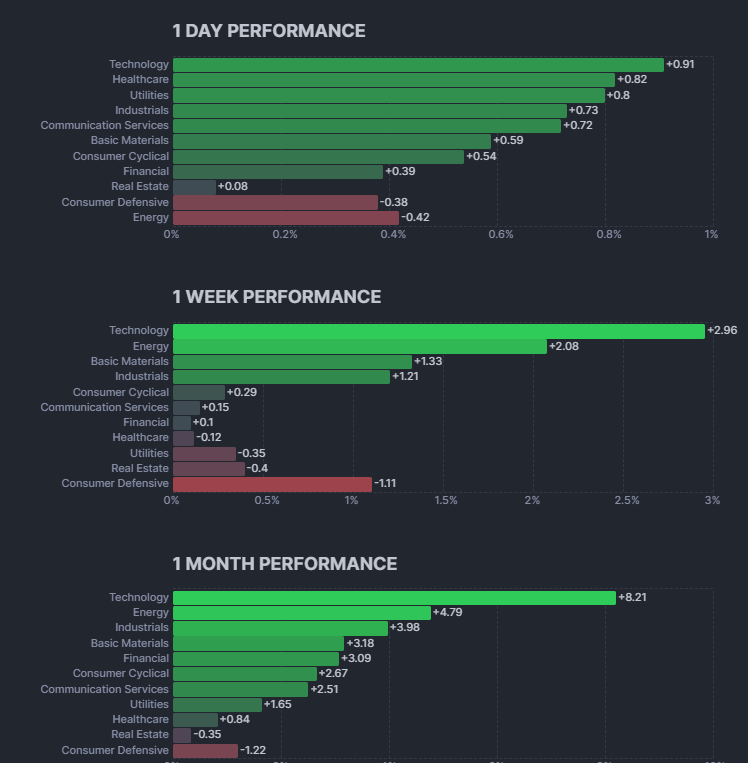 1 DAY PERFORMANCE
Technology +0.91
Healthcare +0.82
Utilities +0.8
Industrials +0.73
Communication Services +0.72
Basic Materials +0.59
Consumer Cyclical +0.54
Financial +0.39
Real Estate +0.08
Consumer Defensive -0.38
Energy -0.42
0% 0.2% 0.4% 0.6% 0.8% 1%
1 WEEK PERFORMANCE
Technology +2.96
Energy +2.08
Basic Materials +1.33
Industrials +1.21
Consumer Cyclical +0.29
Communication Services +0.15
Financial +0.1
Healthcare -0.12
Utilities -0.35
Real Estate -0.4
Consumer Defensive -1.11
0% 0.5% 1% 1.5% 2% 2.5% 3%
1 MONTH PERFORMANCE
Technology +8.21
Energy +4.79
Industrials +3.98
Basic Materials +3.18
Financial +3.09
Consumer Cyclical +2.67
Communication Services +2.51
Utilities +1.65
Healthcare +0.84
Real Estate -0.35
Consumer Defensive -1.22